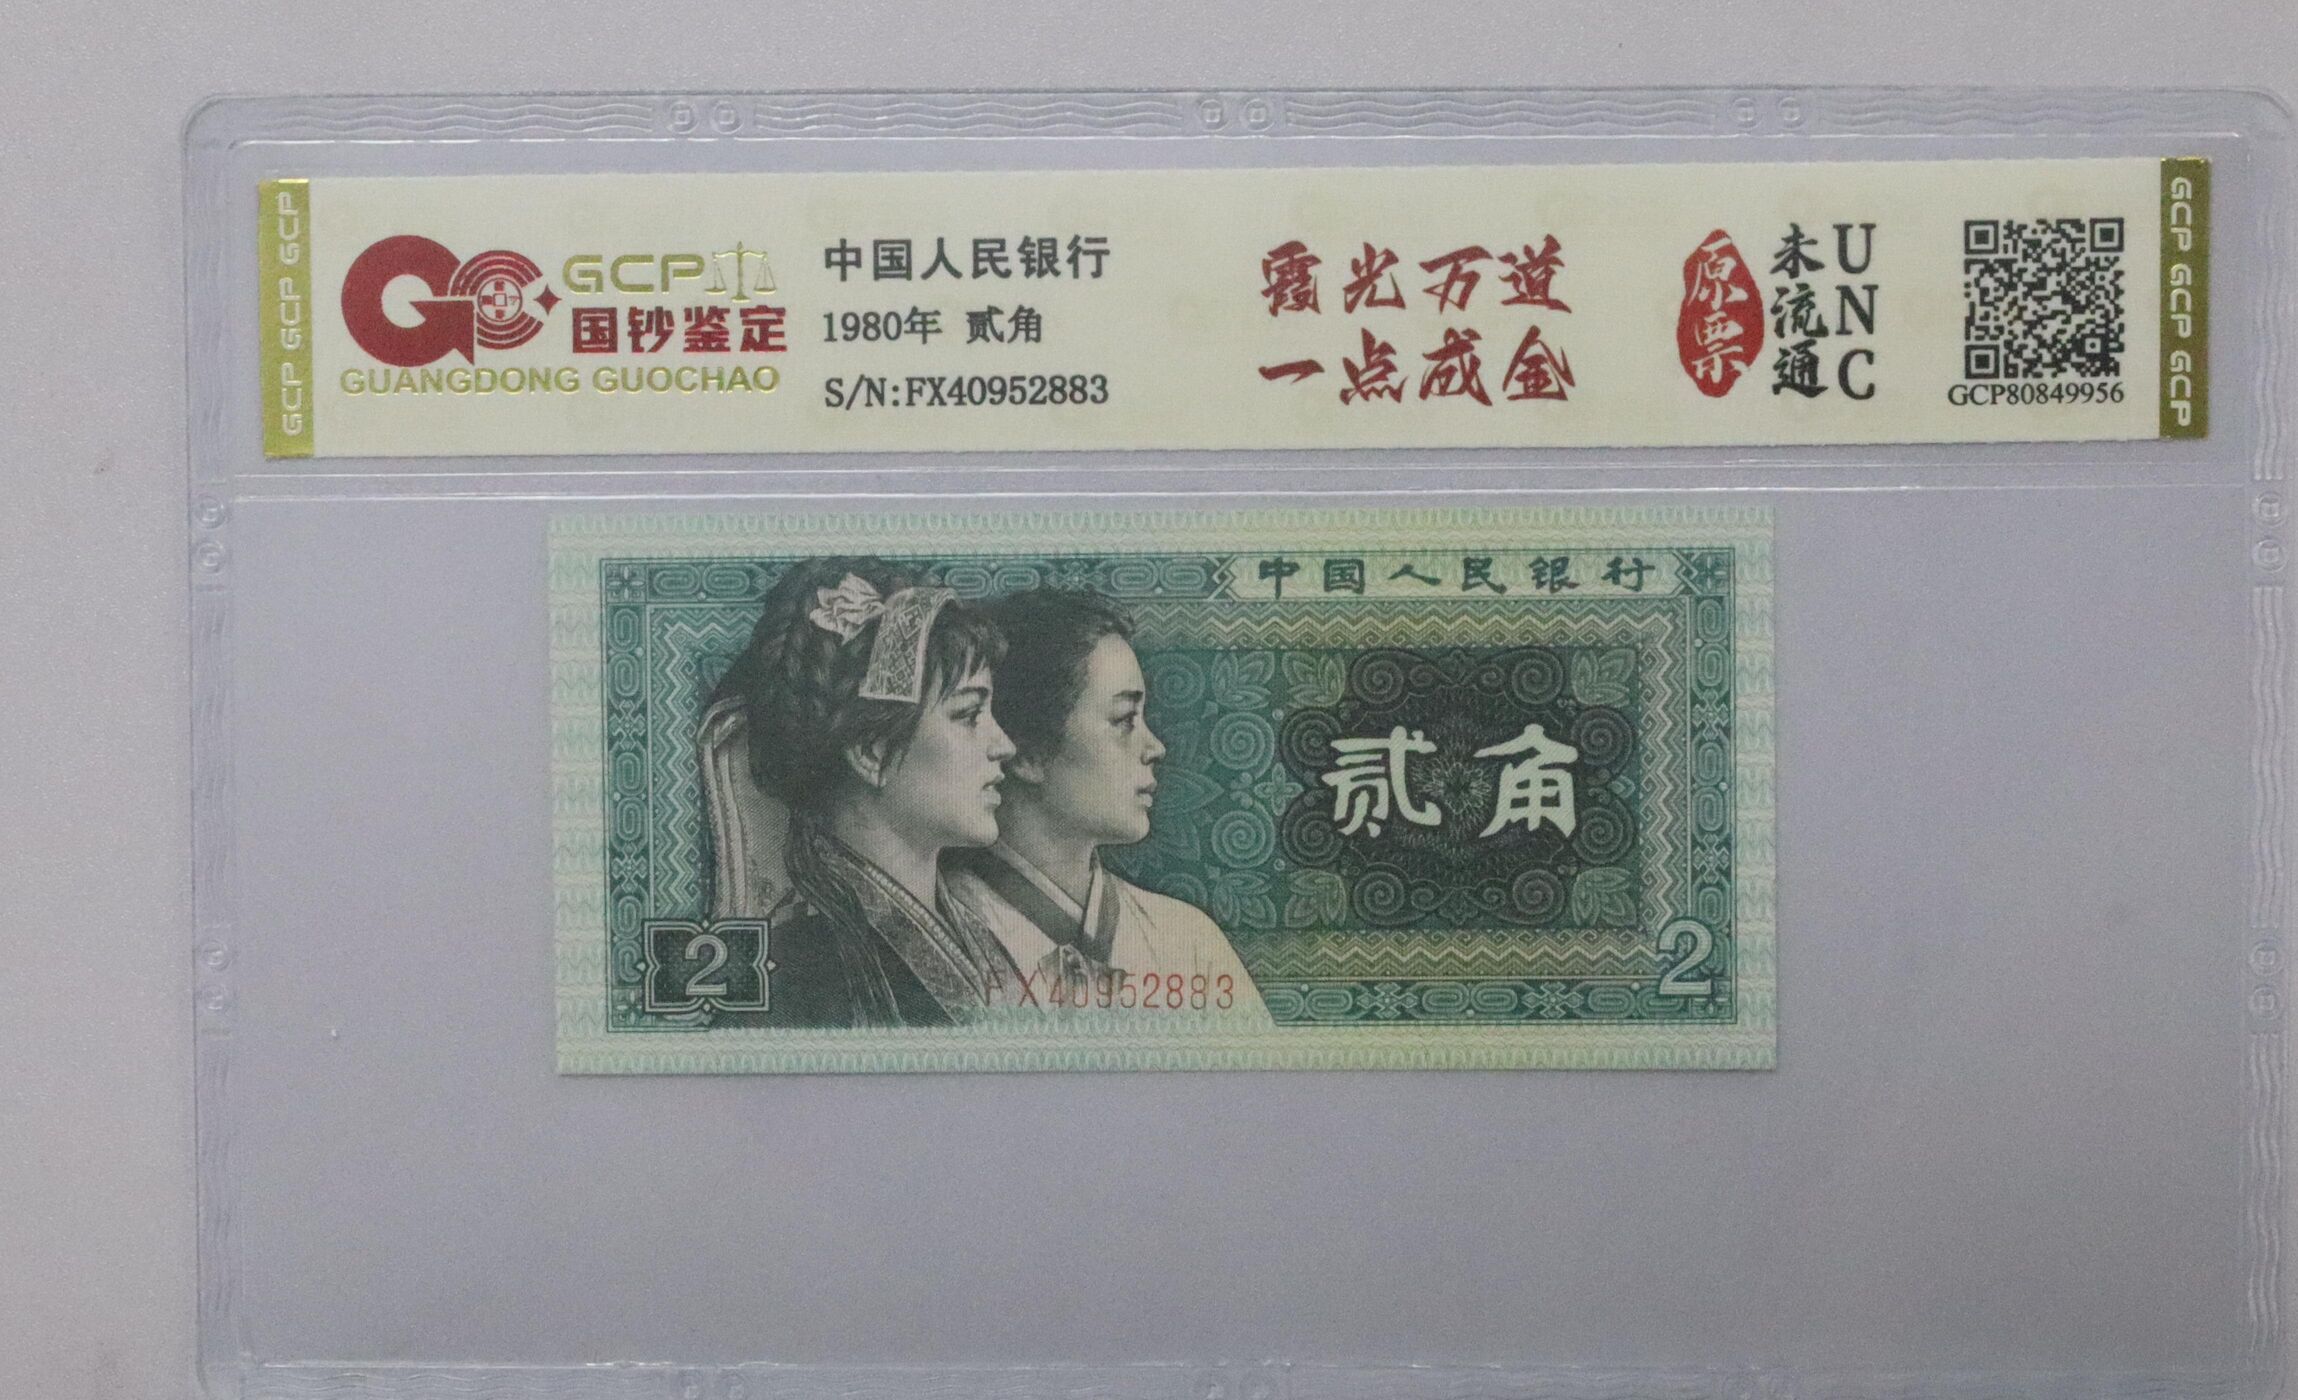 GCP GCP GCP
GCP
国钞鉴定
GUANGDONG GUOCHAO
中国人民银行
1980年 贰角
S/N:FX40952883
霞光万道
一点成金
原票
未流通
UNC
GCP80849956
GCP GCP GCP
中国人民银行
贰角
2
FX40952883
2